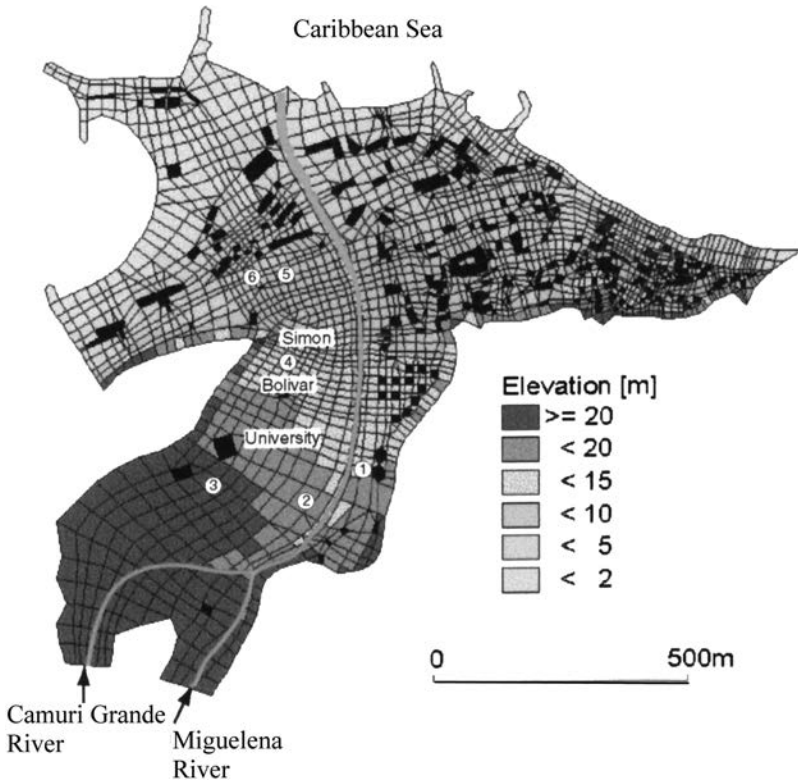 Caribbean Sea
6
5
Simon
4
Bolivar
University
1
3
2
Elevation [m]
>= 20
< 20
< 15
< 10
< 5
< 2
0 500m
Camuri Grande
River
Miguelena
River